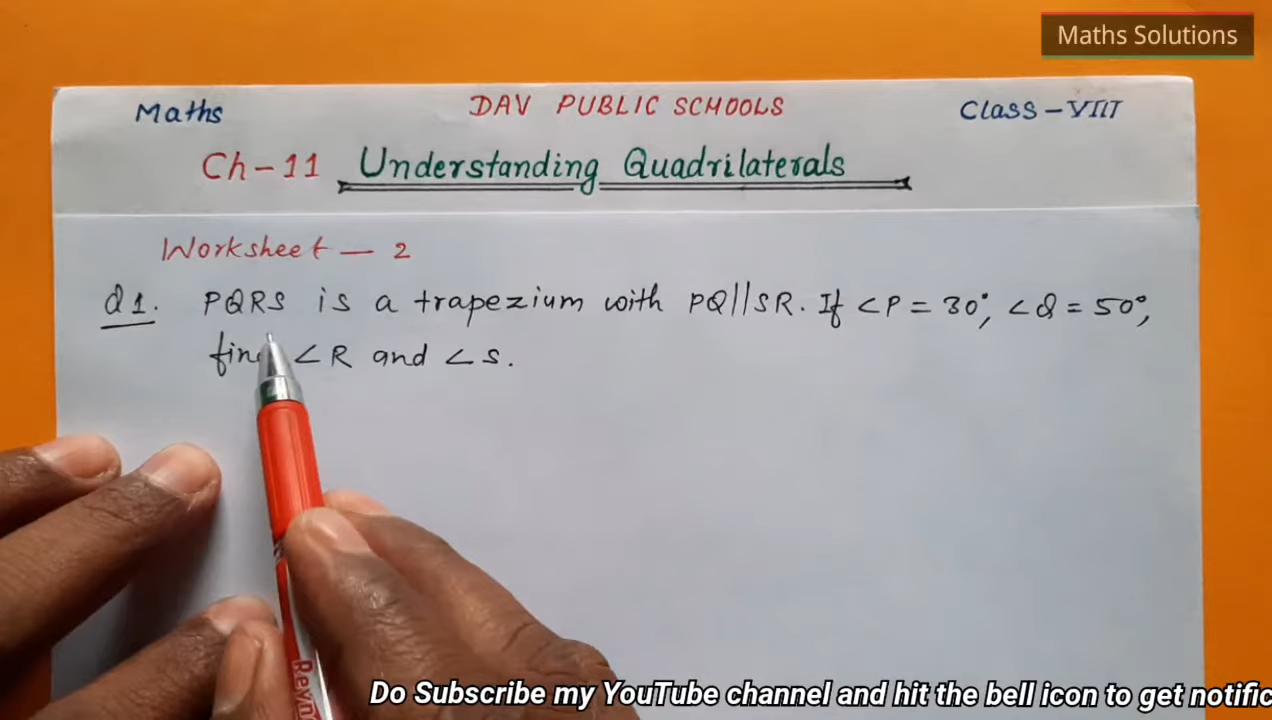 Maths Solutions
Maths DAV PUBLIC SCHOOLS Class-VIII
Ch-11 Understanding Quadrilaterals
Worksheet - 2
Q1. PQRS is a trapezium with PQ||SR. If ∠P = 30°, ∠Q = 50°,
find ∠R and ∠S.
Reyn
Do Subscribe my YouTube channel and hit the bell icon to get notific